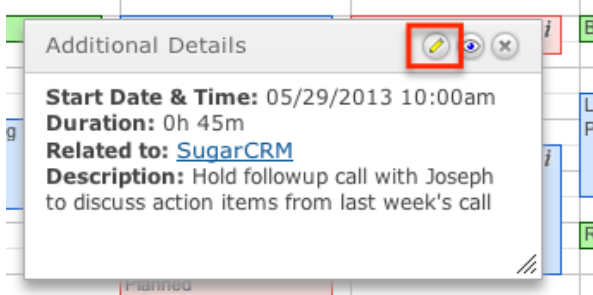 Additional Details
Start Date & Time: 05/29/2013 10:00am
Duration: 0h 45m
Related to: SugarCRM
Description: Hold followup call with Joseph
to discuss action items from last week's call
i
i
g
B
L
P
R
Planned